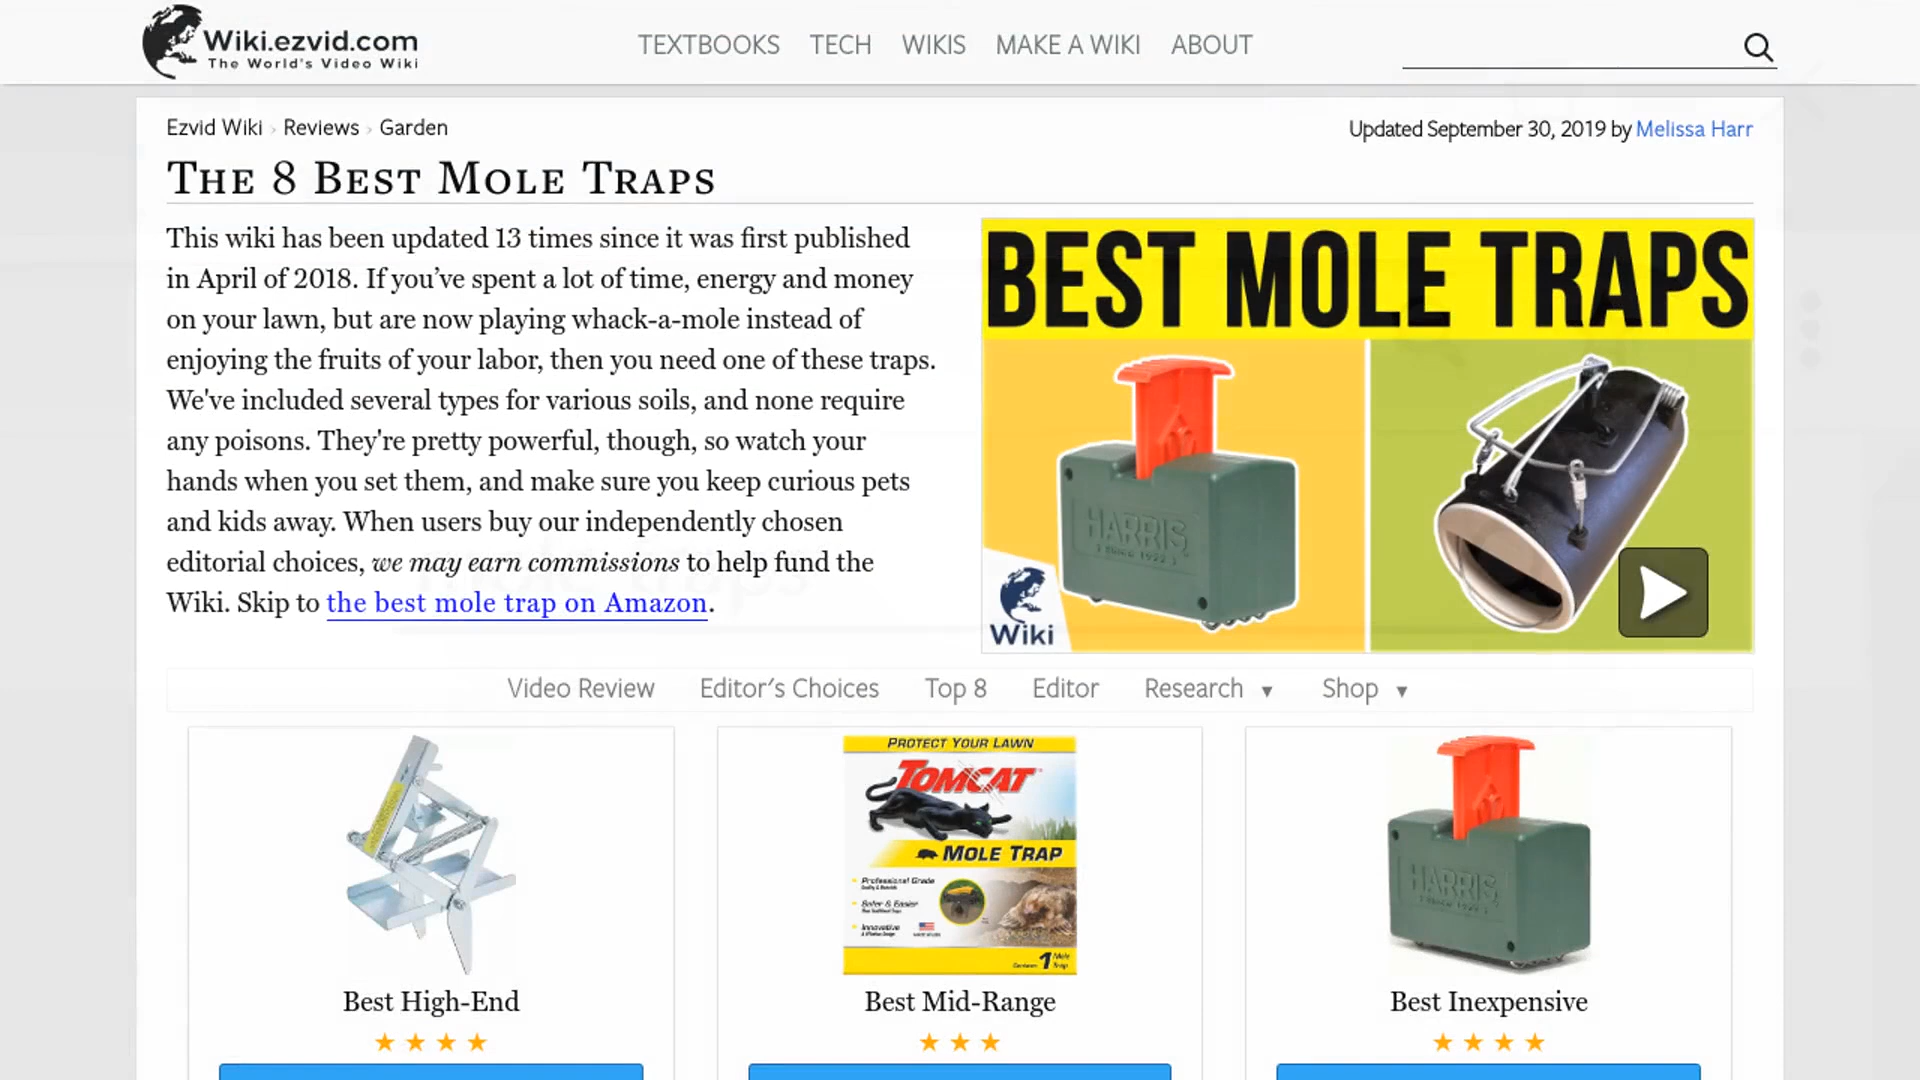 Wiki.ezvid.com
The World's Video Wiki
TEXTBOOKS TECH WIKIS MAKE A WIKI ABOUT
Ezvid Wiki › Reviews › Garden
Updated September 30, 2019 by Melissa Harr
The 8 Best Mole Traps
This wiki has been updated 13 times since it was first published
in April of 2018. If you’ve spent a lot of time, energy and money
on your lawn, but are now playing whack-a-mole instead of
enjoying the fruits of your labor, then you need one of these traps.
We've included several types for various soils, and none require
any poisons. They're pretty powerful, though, so watch your
hands when you set them, and make sure you keep curious pets
and kids away. When users buy our independently chosen
editorial choices, we may earn commissions to help fund the
Wiki. Skip to the best mole trap on Amazon.
BEST MOLE TRAPS
HARRIS
Wiki
Video Review Editor's Choices Top 8 Editor Research ▼ Shop ▼
PROTECT YOUR LAWN
TOMCAT
MOLE TRAP
Professional Grade
Safer & Easier
Innovative
1 Mole Trap
HARRIS
Best High-End
Best Mid-Range
Best Inexpensive